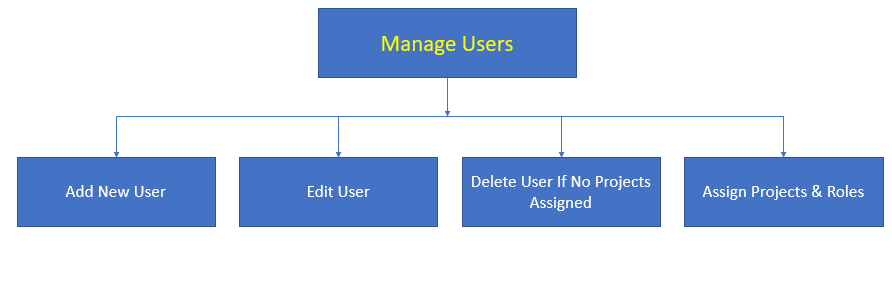 Manage Users
Add New User
Edit User
Delete User If No Projects
Assigned
Assign Projects & Roles